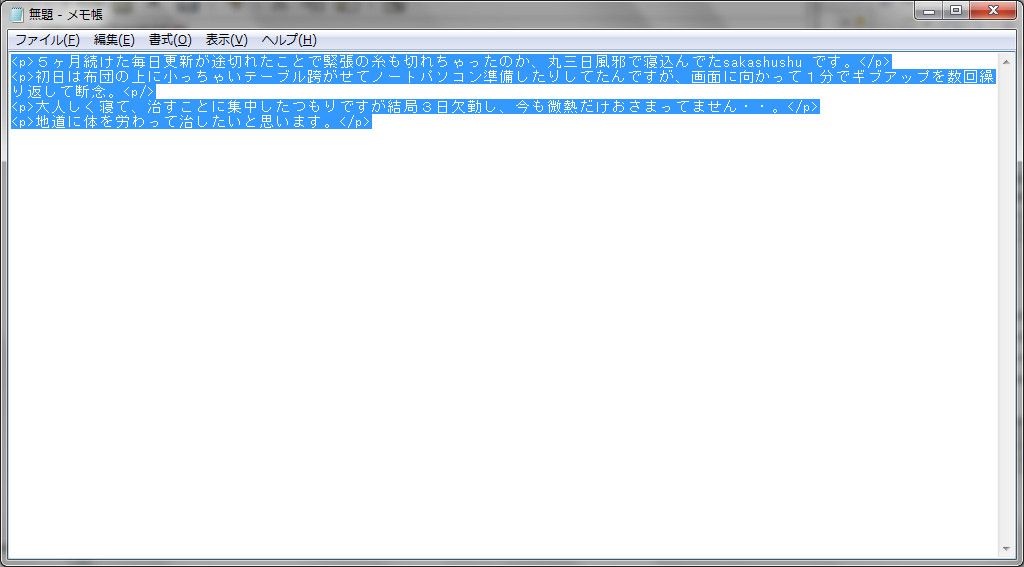 無題 - メモ帳
ファイル(F) 編集(E) 書式(O) 表示(V) ヘルプ(H)
<p>５ヶ月続けた毎日更新が途切れたことで緊張の糸も切れちゃったのか、丸三日風邪で寝込んでたsakashushu です。</p>
<p>初日は布団の上に小っちゃいテーブル跨がせてノートパソコン準備したりしてたんですが、画面に向かって１分でギブアップを数回繰
り返して断念。<p/>
<p>大人しく寝て、治すことに集中したつもりですが結局３日欠勤し、今も微熱だけおさまってません・・。</p>
<p>地道に体を労わって治したいと思います。</p>